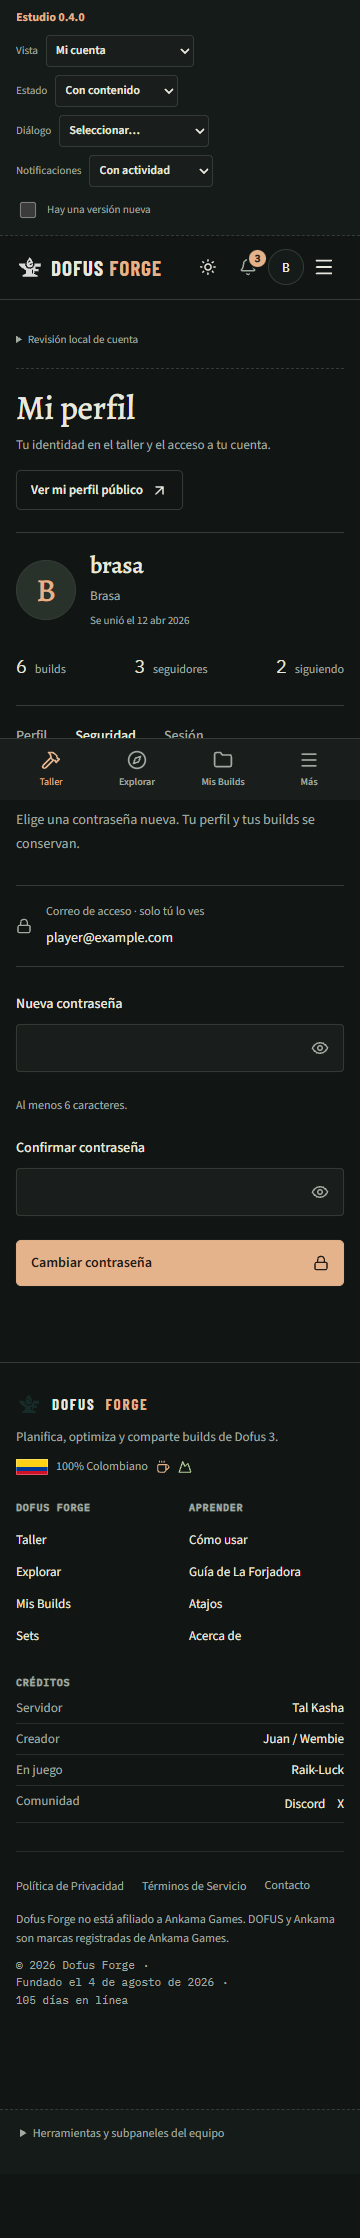 Estudio 0.4.0
Vista Mi cuenta
Estado Con contenido
Diálogo Seleccionar...
Notificaciones Con actividad
Hay una versión nueva
DOFUS FORGE 3 B
Revisión local de cuenta
Mi perfil
Tu identidad en el taller y el acceso a tu cuenta.
Ver mi perfil público
B
brasa
Brasa
Se unió el 12 abr 2026
6 builds 3 seguidores 2 siguiendo
Perfil Seguridad Sesión
Taller Explorar Mis Builds Más
Elige una contraseña nueva. Tu perfil y tus builds se
conservan.
Correo de acceso · solo tú lo ves
player@example.com
Nueva contraseña
Al menos 6 caracteres.
Confirmar contraseña
Cambiar contraseña
DOFUS FORGE
Planifica, optimiza y comparte builds de Dofus 3.
100% Colombiano
DOFUS FORGE APRENDER
Taller Cómo usar
Explorar Guía de La Forjadora
Mis Builds Atajos
Sets Acerca de
CRÉDITOS
Servidor Tal Kasha
Creador Juan / Wembie
En juego Raik-Luck
Comunidad Discord X
Política de Privacidad Términos de Servicio Contacto
Dofus Forge no está afiliado a Ankama Games. DOFUS y Ankama
son marcas registradas de Ankama Games.
© 2026 Dofus Forge ·
Fundado el 4 de agosto de 2026 ·
105 días en línea
Herramientas y subpaneles del equipo